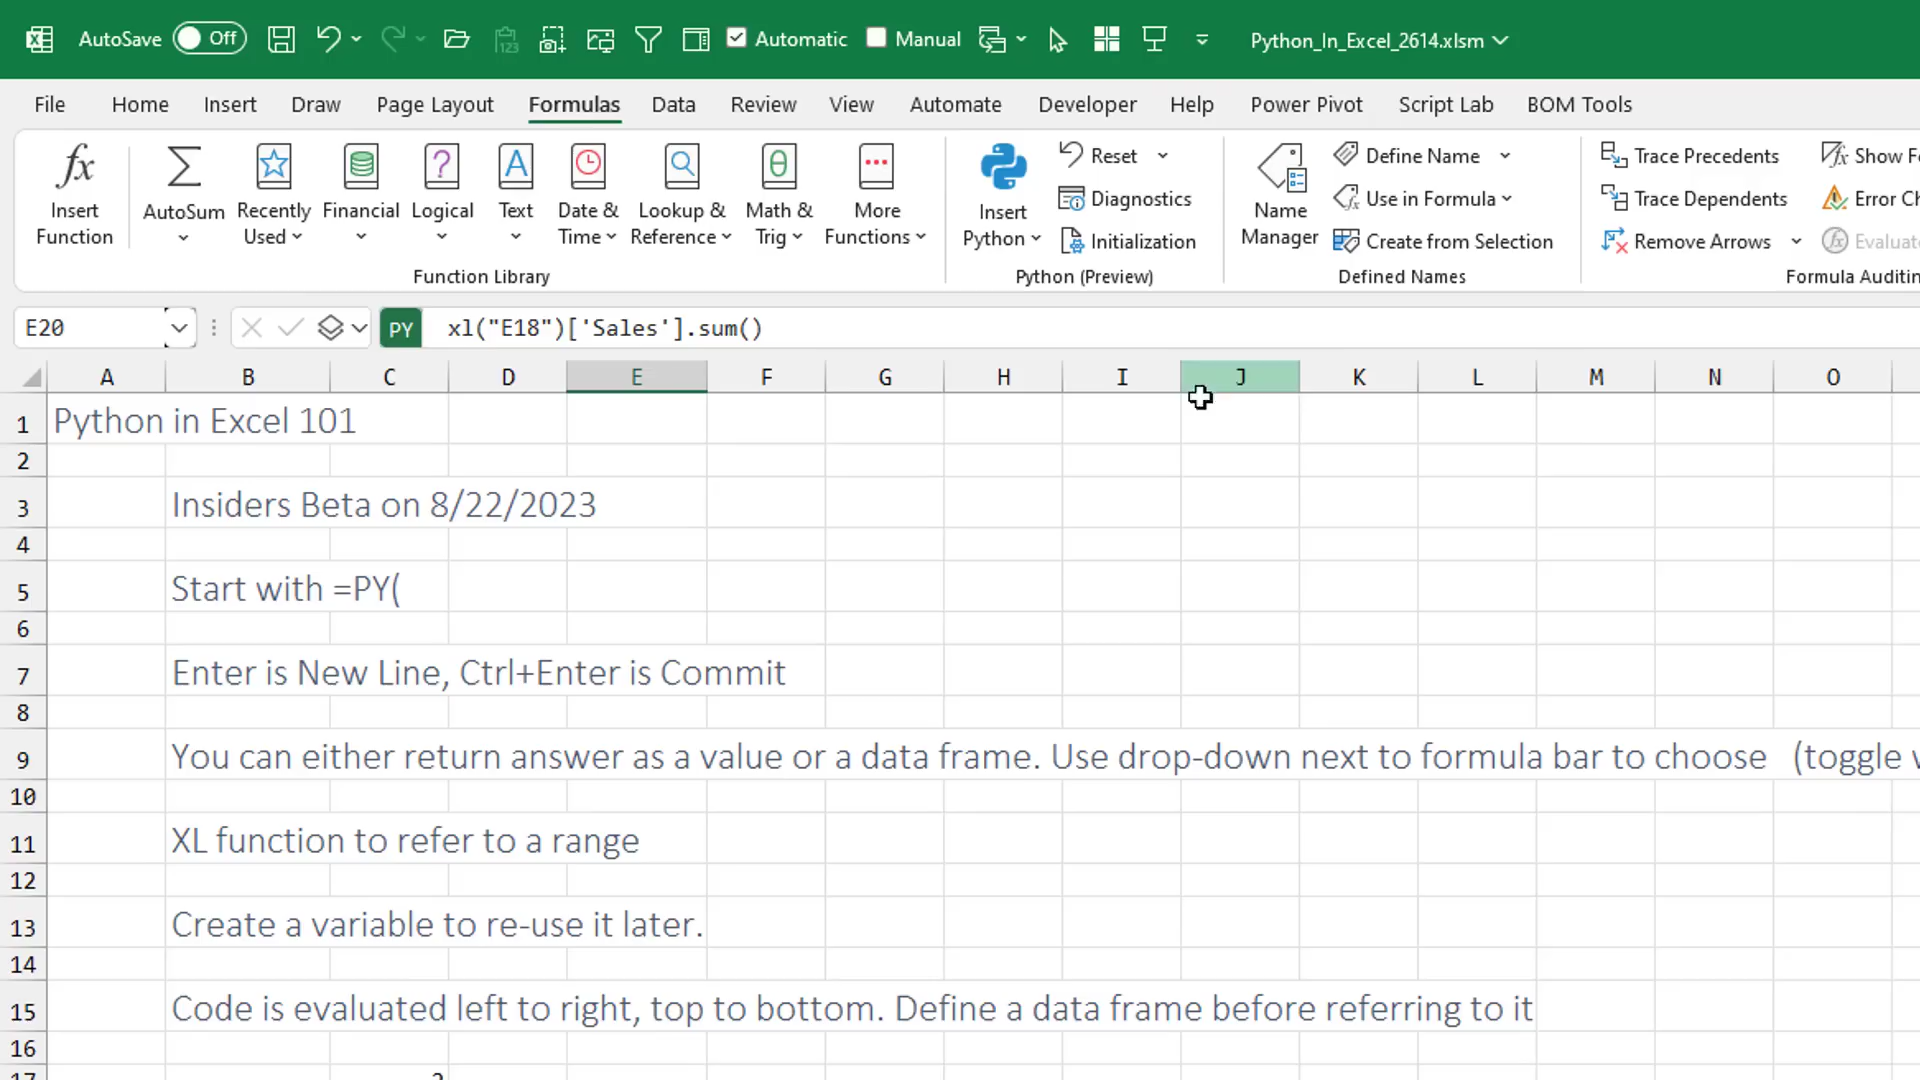 AutoSave Off Automatic Manual Python_In_Excel_2614.xlsm
File Home Insert Draw Page Layout Formulas Data Review View Automate Developer Help Power Pivot Script Lab BOM Tools
Insert Function
AutoSum
Recently Used
Financial
Logical
Text
Date & Time
Lookup & Reference
Math & Trig
More Functions
Function Library
Insert Python
Reset
Diagnostics
Initialization
Python (Preview)
Name Manager
Define Name
Use in Formula
Create from Selection
Defined Names
Trace Precedents
Trace Dependents
Remove Arrows
Show
Error
Evaluate
Formula
E20 PY xl("E18")['Sales'].sum()
A B C D E F G H I J K L M N O
1 Python in Excel 101
2
3 Insiders Beta on 8/22/2023
4
5 Start with =PY(
6
7 Enter is New Line, Ctrl+Enter is Commit
8
9 You can either return answer as a value or a data frame. Use drop-down next to formula bar to choose (toggle
10
11 XL function to refer to a range
12
13 Create a variable to re-use it later.
14
15 Code is evaluated left to right, top to bottom. Define a data frame before referring to it
16
17